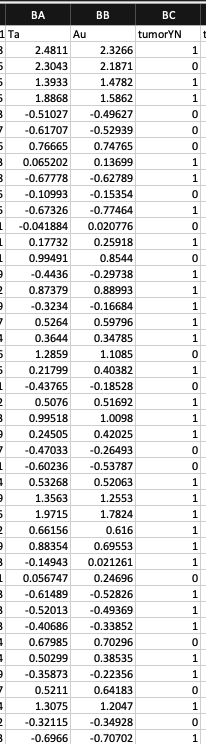 BA BB BC
Ta Au tumorYN
2.4811 2.3266 1
2.3043 2.1871 0
1.3933 1.4782 1
1.8868 1.5862 1
-0.51027 -0.49627 0
-0.61707 -0.52939 0
0.76665 0.74765 0
0.065202 0.13699 1
-0.67778 -0.62789 1
-0.10993 -0.15354 0
-0.67326 -0.77464 1
-0.041884 0.020776 0
0.17732 0.25918 1
0.99491 0.8544 0
-0.4436 -0.29738 1
0.87379 0.88993 1
-0.3234 -0.16684 1
0.5264 0.59796 1
0.3644 0.34785 1
1.2859 1.1085 0
0.21799 0.40382 1
-0.43765 -0.18528 0
0.5076 0.51692 1
0.99518 1.0098 1
0.24505 0.42025 1
-0.47033 -0.26493 0
-0.60236 -0.53787 0
0.53268 0.52063 1
1.3563 1.2553 1
1.9715 1.7824 1
0.66156 0.616 1
0.88354 0.69553 1
-0.14943 0.021261 1
0.056747 0.24696 0
-0.61489 -0.52826 1
-0.52013 -0.49369 1
-0.40686 -0.33852 1
0.67985 0.70296 0
0.50299 0.38535 1
-0.35873 -0.22356 1
0.5211 0.64183 0
1.3075 1.2047 1
-0.32115 -0.34928 0
-0.6966 -0.70702 1